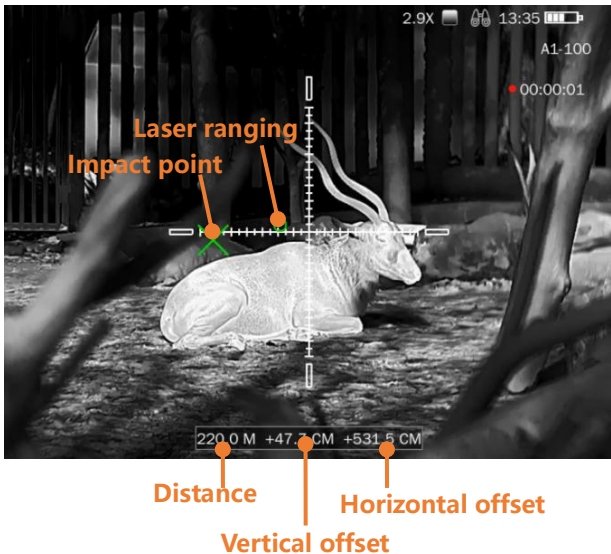 2.9X 13:35
A1-100
00:00:01
Laser ranging
Impact point
220.0 M +47.7 CM +531.5 CM
Distance
Horizontal offset
Vertical offset